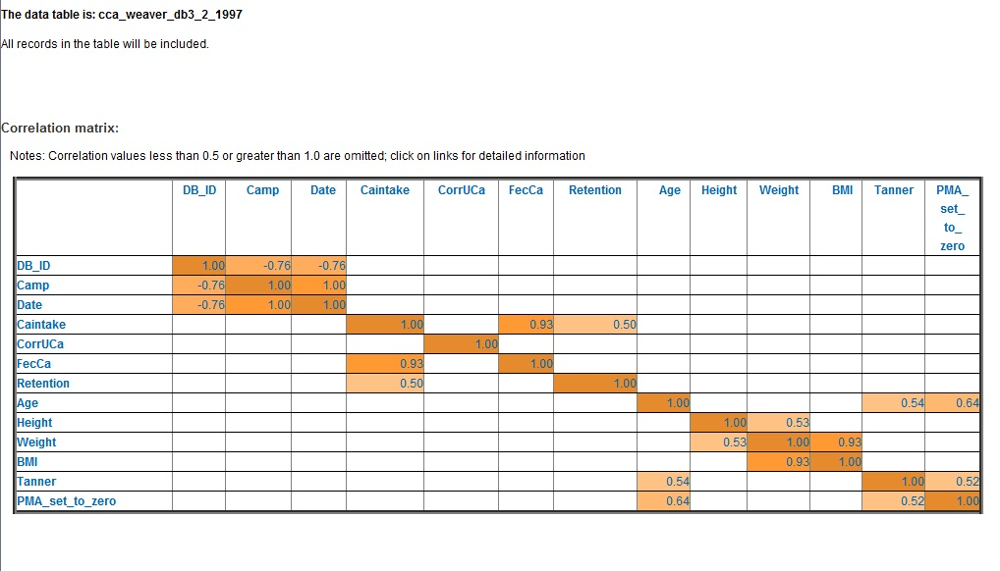 The data table is: cca_weaver_db3_2_1997
All records in the table will be included.
Correlation matrix:
Notes: Correlation values less than 0.5 or greater than 1.0 are omitted; click on links for detailed information
DB_ID Camp Date Caintake CorrUCa FecCa Retention Age Height Weight BMI Tanner PMA_
set_
to_
zero
DB_ID 1.00 -0.76 -0.76
Camp -0.76 1.00 1.00
Date -0.76 1.00 1.00
Caintake 1.00 0.93 0.50
CorrUCa 1.00
FecCa 0.93 1.00
Retention 0.50 1.00
Age 1.00 0.54 0.64
Height 1.00 0.53
Weight 0.53 1.00 0.93
BMI 0.93 1.00
Tanner 0.54 1.00 0.52
PMA_set_to_zero 0.64 0.52 1.00